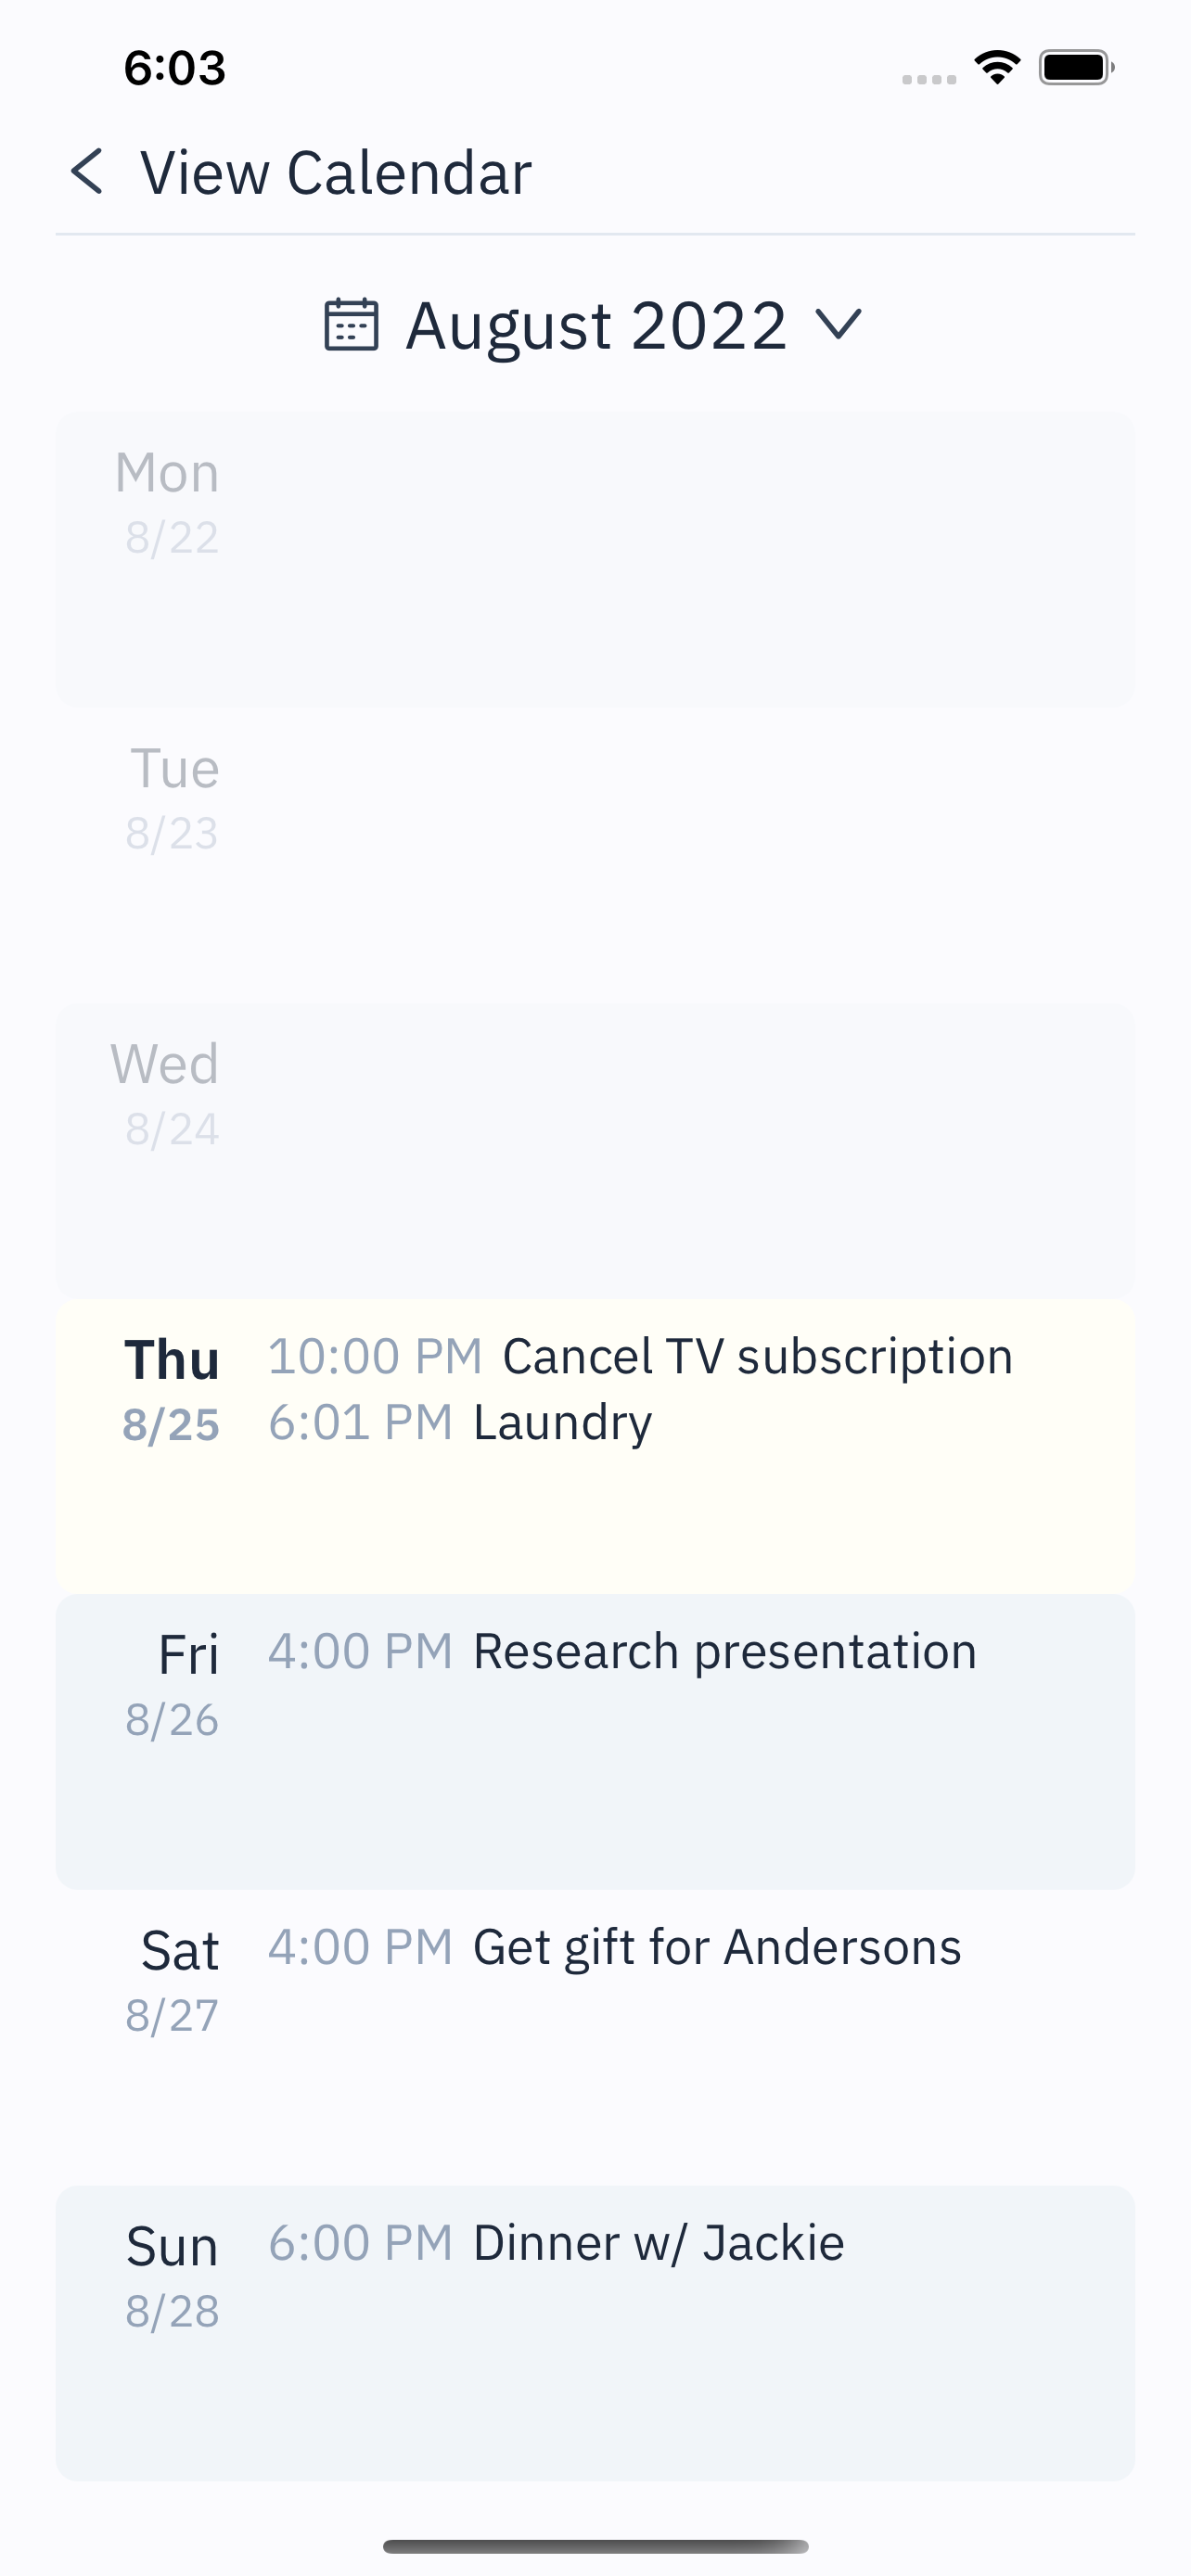 6:03
View Calendar
August 2022
Mon
8/22
Tue
8/23
Wed
8/24
Thu 10:00 PM Cancel TV subscription
8/25 6:01 PM Laundry
Fri 4:00 PM Research presentation
8/26
Sat 4:00 PM Get gift for Andersons
8/27
Sun 6:00 PM Dinner w/ Jackie
8/28